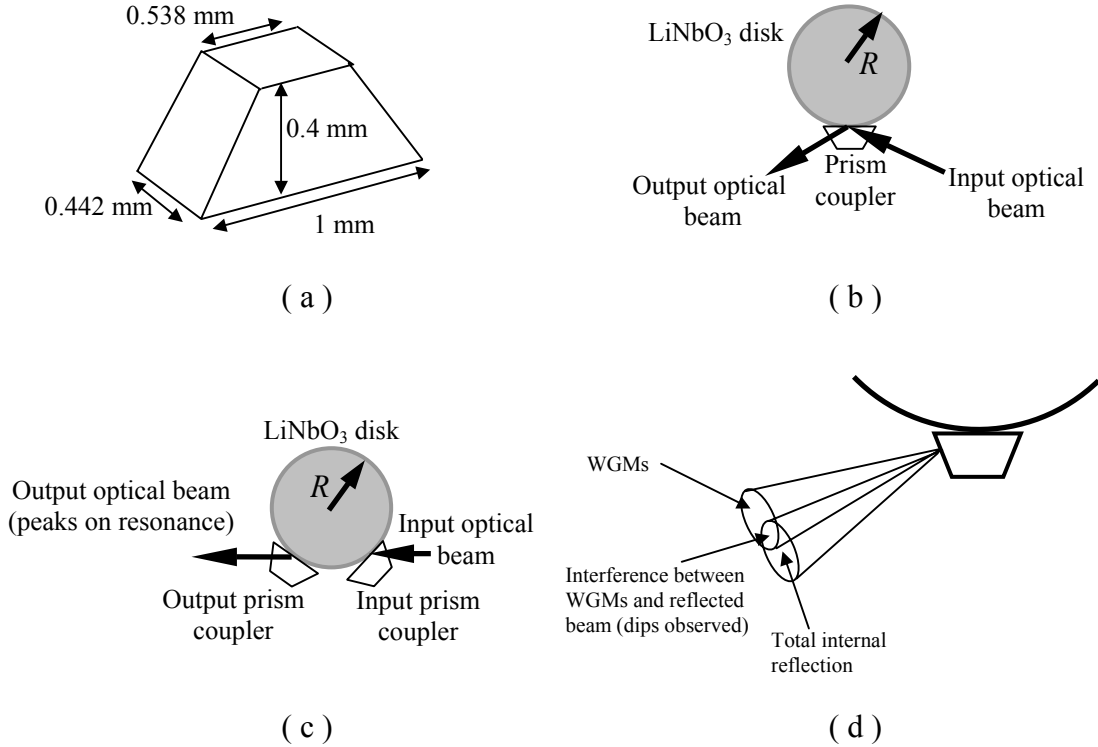 0.538 mm
0.4 mm
0.442 mm
1 mm
( a )
LiNbO₃ disk
R
Output optical
beam
Prism
coupler
Input optical
beam
( b )
LiNbO₃ disk
R
Output optical beam
(peaks on resonance)
Input optical
beam
Output prism
coupler
Input prism
coupler
( c )
WGMs
Interference between
WGMs and reflected
beam (dips observed)
Total internal
reflection
( d )